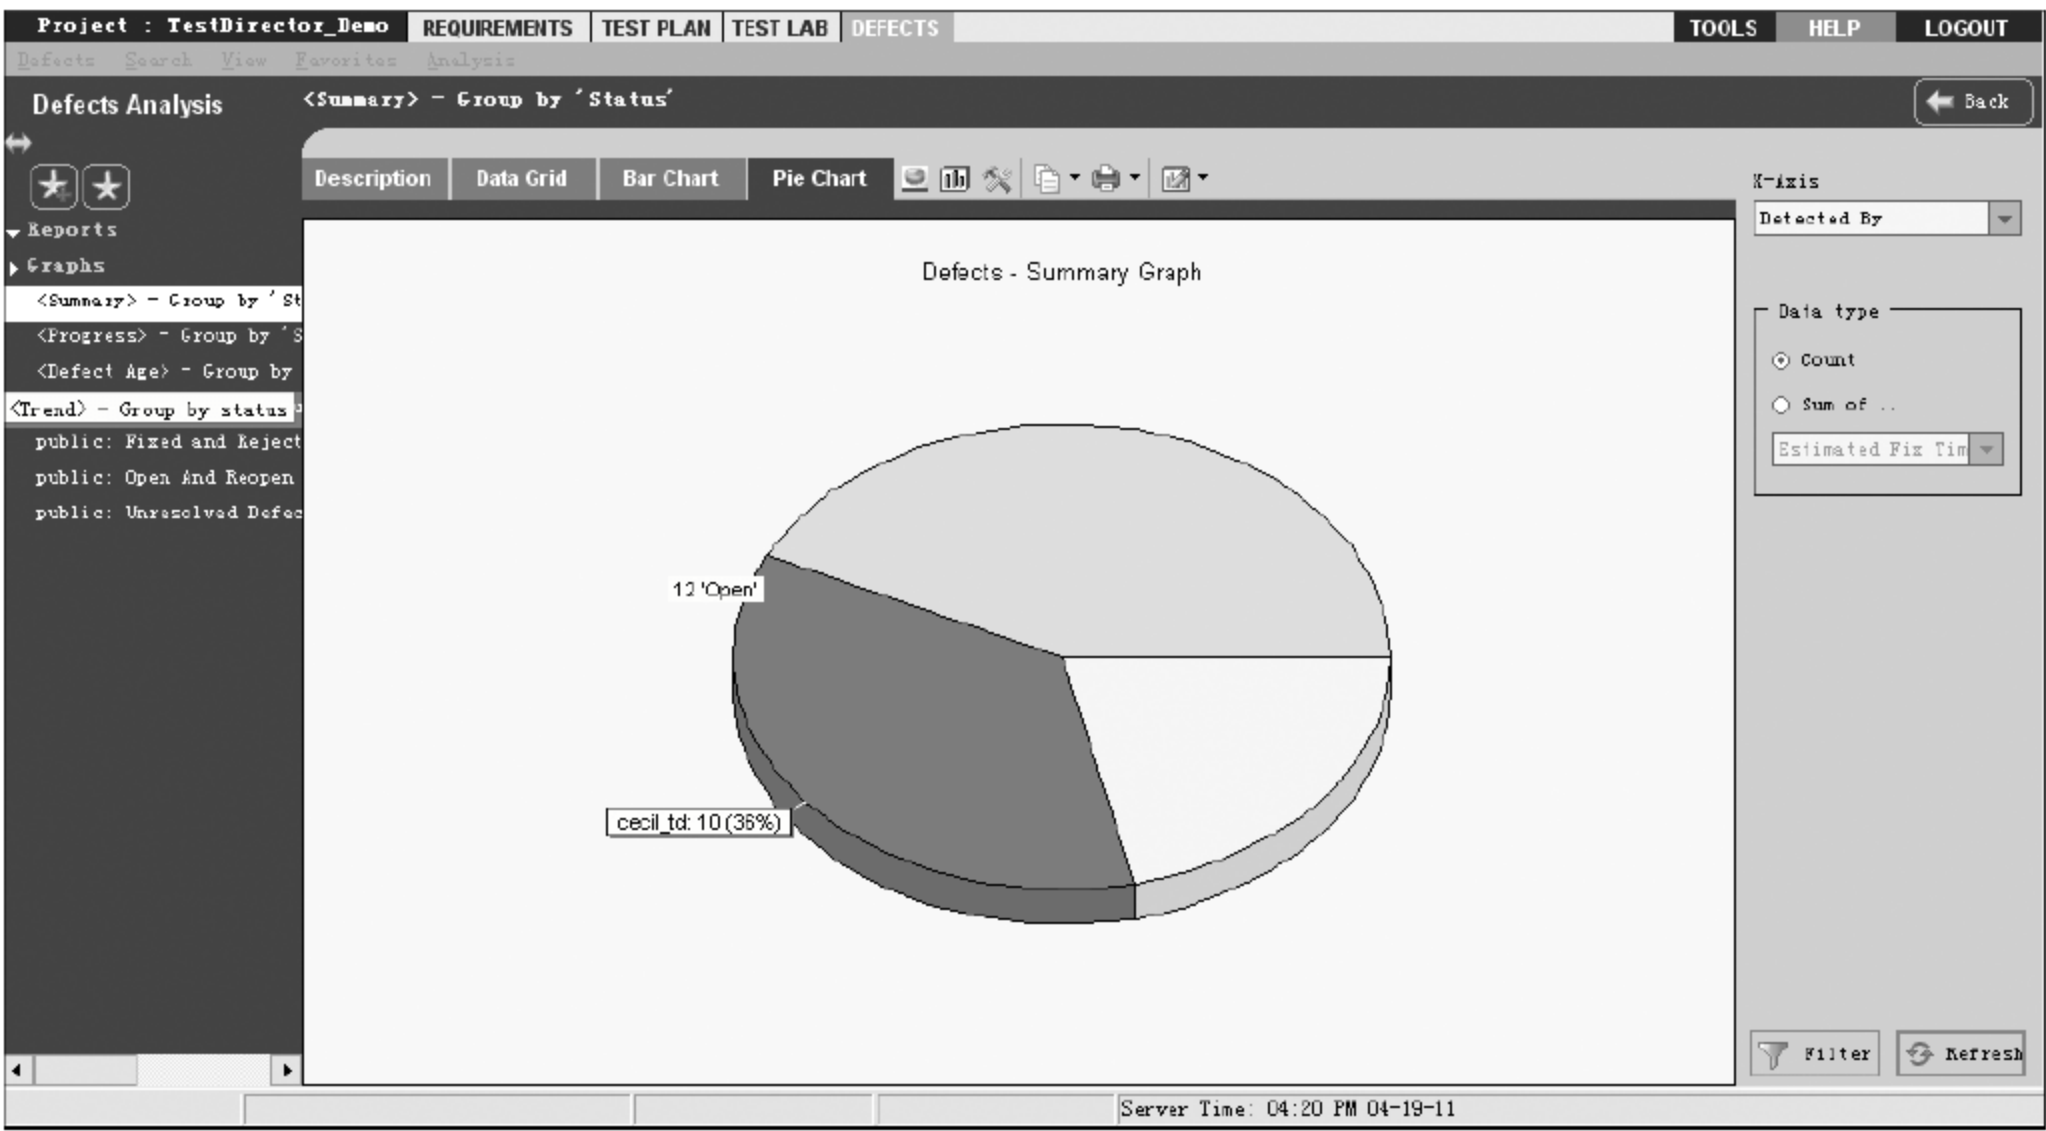 Project : TestDirector_Demo REQUIREMENTS TEST PLAN TEST LAB DEFECTS TOOLS HELP LOGOUT
Defects Search View Favorites Analysis
Defects Analysis <Summary> - Group by 'Status' Back
Description Data Grid Bar Chart Pie Chart
X-Axis
Detected By
Reports
Graphs
<Summary> - Group by 'St
<Progress> - Group by 'S
<Defect Age> - Group by
<Trend> - Group by status
public: Fixed and Reject
public: Open And Reopen
public: Unresolved Defec
Defects - Summary Graph
12 'Open'
cecil_td: 10 (36%)
Data type
Count
Sum of ..
Estimated Fix Tim
Filter Refresh
Server Time: 04:20 PM 04-19-11